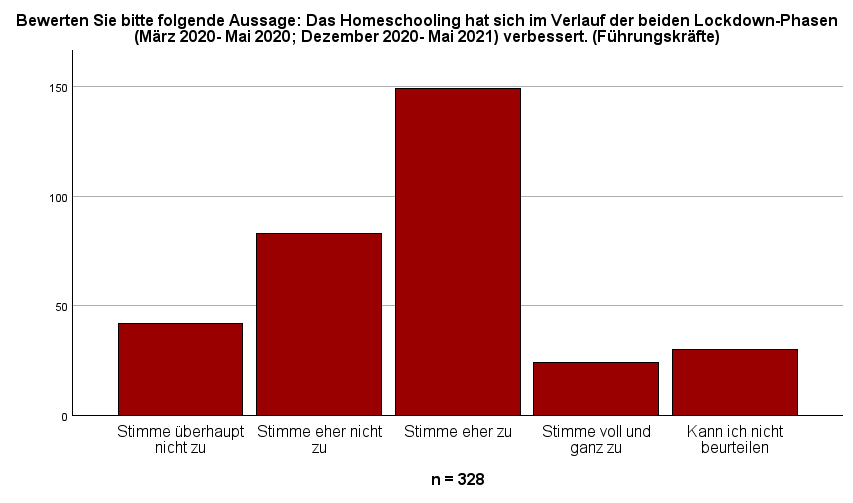 Bewerten Sie bitte folgende Aussage: Das Homeschooling hat sich im Verlauf der beiden Lockdown-Phasen
(März 2020- Mai 2020; Dezember 2020- Mai 2021) verbessert. (Führungskräfte)
150
100
50
0
Stimme überhaupt nicht zu
Stimme eher nicht zu
Stimme eher zu
Stimme voll und ganz zu
Kann ich nicht beurteilen
n = 328